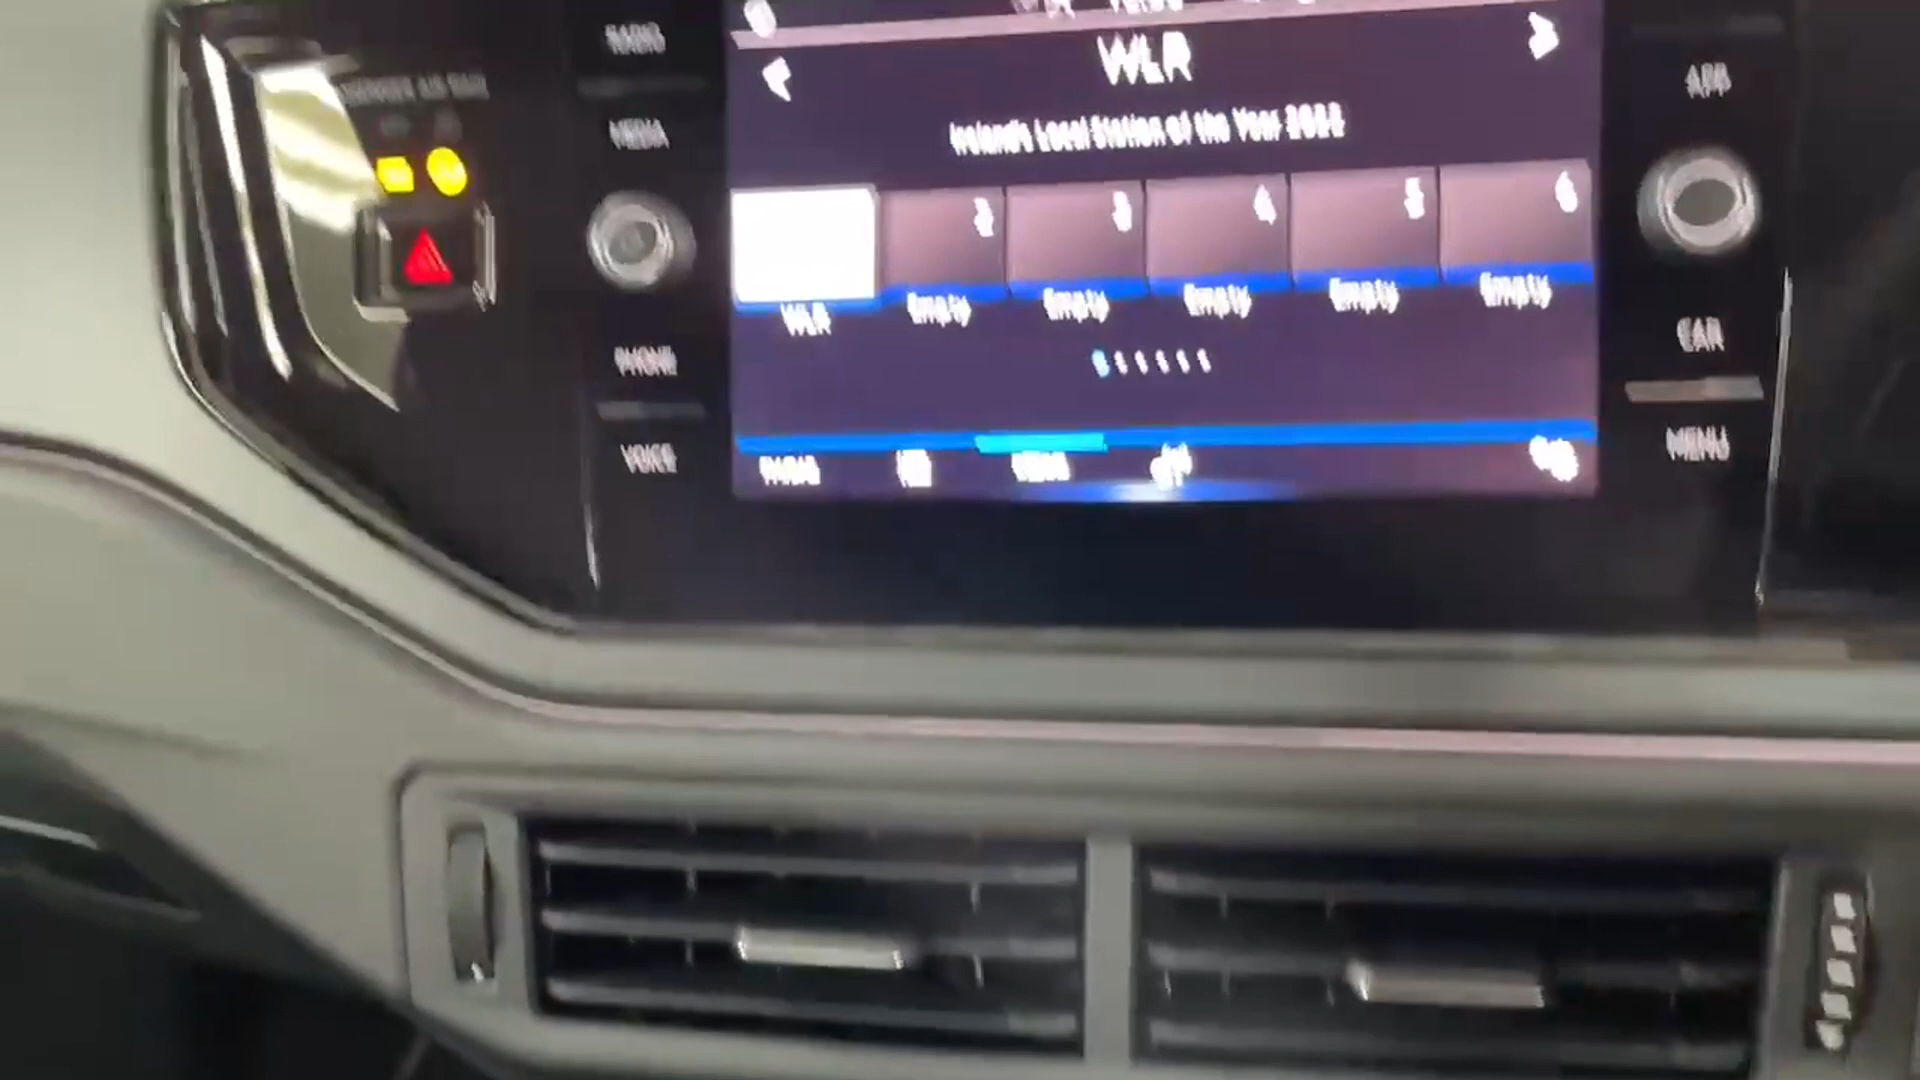 RADIO
MEDIA
PHONE
VOICE
WLR
Ireland's Local Station of the Year 2022
2 3 4 5 6
WLR Empty Empty Empty Empty Empty
APP
CAR
MENU